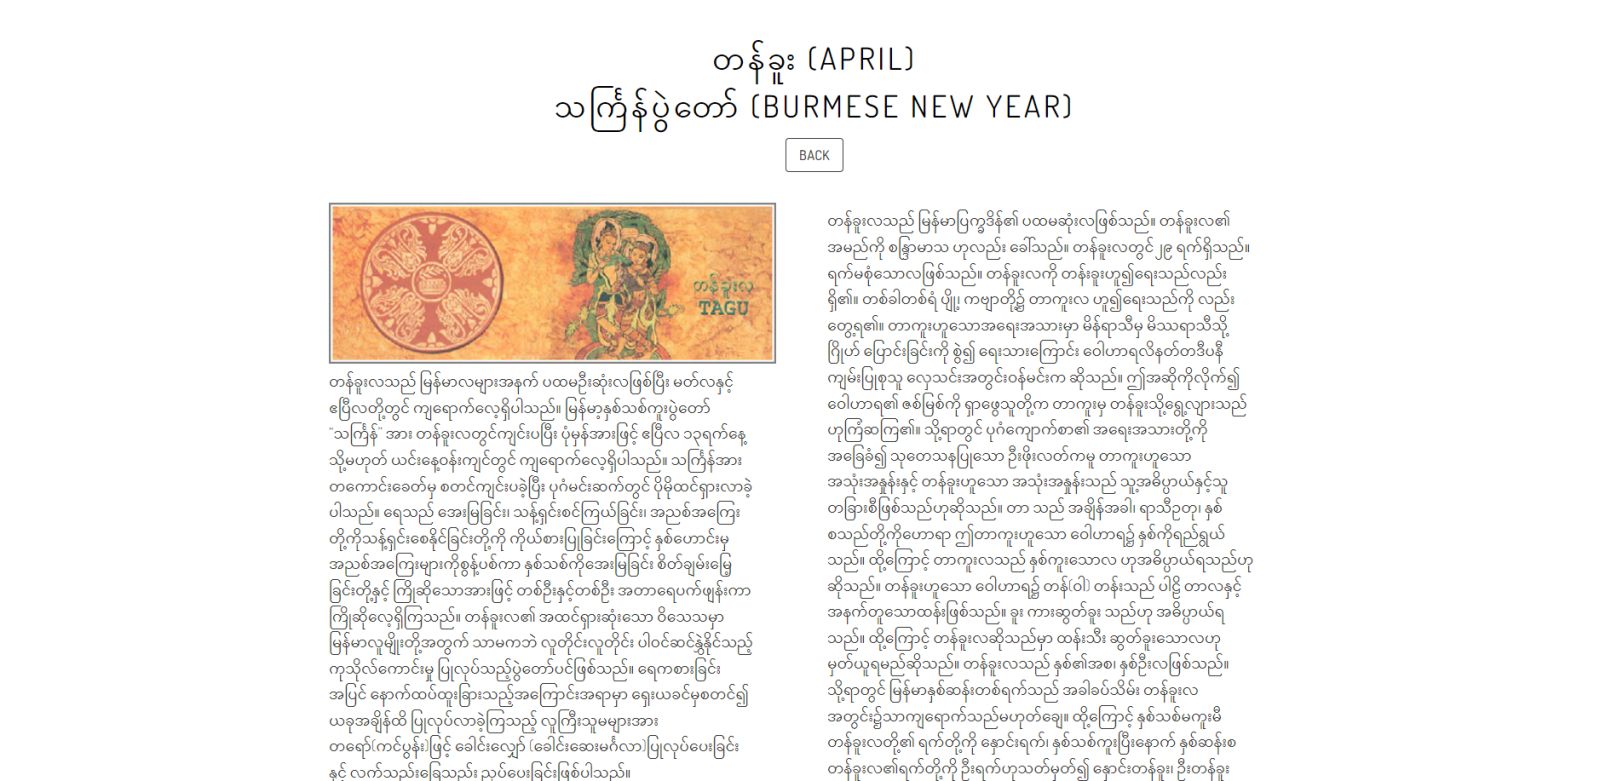 တန်ခူး (APRIL)
သင်္ကြန်ပွဲတော် (BURMESE NEW YEAR)
BACK
တန်ခူးလ
TAGU
တန်ခူးလသည် မြန်မာလများအနက် ပထမဦးဆုံးလဖြစ်ပြီး မတ်လနှင့်
ဧပြီလတို့တွင် ကျရောက်လေ့ရှိပါသည်။ မြန်မာ့နှစ်သစ်ကူးပွဲတော်
"သင်္ကြန်" အား တန်ခူးလတွင်ကျင်းပပြီး ပုံမှန်အားဖြင့် ဧပြီလ ၁၃ရက်နေ့
သို့မဟုတ် ယင်းနေ့ဝန်းကျင်တွင် ကျရောက်လေ့ရှိပါသည်။ သင်္ကြန်အား
တကောင်းခေတ်မှ စတင်ကျင်းပခဲ့ပြီး ပုဂံမင်းဆက်တွင် ပိုမိုထင်ရှားလာခဲ့
ပါသည်။ ရေသည် အေးမြခြင်း၊ သန့်ရှင်းစင်ကြယ်ခြင်း၊ အညစ်အကြေး
တို့ကိုသန့်ရှင်းစေနိုင်ခြင်းတို့ကို ကိုယ်စားပြုခြင်းကြောင့် နှစ်ဟောင်းမှ
အညစ်အကြေးများကိုစွန့်ပစ်ကာ နှစ်သစ်ကိုအေးမြခြင်း စိတ်ချမ်းမြေ့
ခြင်းတို့နှင့် ကြိုဆိုသောအားဖြင့် တစ်ဦးနှင့်တစ်ဦး အတာရေပက်ဖျန်းကာ
ကြိုဆိုလေ့ရှိကြသည်။ တန်ခူးလ၏ အထင်ရှားဆုံးသော ဝိသေသမှာ
မြန်မာလူမျိုးတို့အတွက် သာမကဘဲ လူတိုင်းလူတိုင်း ပါဝင်ဆင်နွှဲနိုင်သည့်
ကုသိုလ်ကောင်းမှု ပြုလုပ်သည့်ပွဲတော်ပင်ဖြစ်သည်။ ရေကစားခြင်း
အပြင် နောက်ထပ်ထူးခြားသည့်အကြောင်းအရာမှာ ရှေးယခင်မှစတင်၍
ယခုအချိန်ထိ ပြုလုပ်လာခဲ့ကြသည့် လူကြီးသူမများအား
တရော်(ကင်ပွန်း)ဖြင့် ခေါင်းလျှော် (ခေါင်းဆေးမင်္ဂလာ)ပြုလုပ်ပေးခြင်း
နှင့် လက်သည်းခြေသည်း ညှပ်ပေးခြင်းဖြစ်ပါသည်။
တန်ခူးလသည် မြန်မာပြက္ခဒိန်၏ ပထမဆုံးလဖြစ်သည်။ တန်ခူးလ၏
အမည်ကို စန္ဒြာမာသ ဟုလည်း ခေါ်သည်။ တန်ခူးလတွင် ၂၉ ရက်ရှိသည်။
ရက်မစုံသောလဖြစ်သည်။ တန်ခူးလကို တန်းခူးဟူ၍ရေးသည်လည်း
ရှိ၏။ တစ်ခါတစ်ရံ ပျို့၊ ကဗျာတို့၌ တာကူးလ ဟူ၍ရေးသည်ကို လည်း
တွေ့ရ၏။ တာကူးဟူသောအရေးအသားမှာ မိန်ရာသီမှ မိဿရာသီသို့
ဂြိုဟ် ပြောင်းခြင်းကို စွဲ၍ ရေးသားကြောင်း ဝေါဟာရလိနတ်တဒီပနီ
ကျမ်းပြုစုသူ လှေသင်းအတွင်းဝန်မင်းက ဆိုသည်။ ဤအဆိုကိုလိုက်၍
ဝေါဟာရ၏ ဇစ်မြစ်ကို ရှာဖွေသူတို့က တာကူးမှ တန်ခူးသို့ရွေ့လျားသည်
ဟုကြံဆကြ၏။ သို့ရာတွင် ပုဂံကျောက်စာ၏ အရေးအသားတို့ကို
အခြေခံ၍ သုတေသနပြုသော ဦးဖိုးလတ်ကမူ တာကူးဟူသော
အသုံးအနှုန်းနှင့် တန်ခူးဟူသော အသုံးအနှုန်းသည် သူ့အဓိပ္ပာယ်နှင့်သူ
တခြားစီဖြစ်သည်ဟုဆိုသည်။ တာ သည် အချိန်အခါ၊ ရာသီဥတု၊ နှစ်
စသည်တို့ကိုဟောရာ ဤတာကူးဟူသော ဝေါဟာရ၌ နှစ်ကိုရည်ရွယ်
သည်။ ထို့ကြောင့် တာကူးလသည် နှစ်ကူးသောလ ဟုအဓိပ္ပာယ်ရသည်ဟု
ဆိုသည်။ တန်ခူးဟူသော ဝေါဟာရ၌ တန်(ဝါ) တန်းသည် ပါဠိ တာလနှင့်
အနက်တူသောထန်းဖြစ်သည်။ ခူး ကားဆွတ်ခူး သည်ဟု အဓိပ္ပာယ်ရ
သည်။ ထို့ကြောင့် တန်ခူးလဆိုသည်မှာ ထန်းသီး ဆွတ်ခူးသောလဟု
မှတ်ယူရမည်ဆိုသည်။ တန်ခူးလသည် နှစ်၏အစ၊ နှစ်ဦးလဖြစ်သည်။
သို့ရာတွင် မြန်မာနှစ်ဆန်းတစ်ရက်သည် အခါခပ်သိမ်း တန်ခူးလ
အတွင်း၌သာကျရောက်သည်မဟုတ်ချေ။ ထို့ကြောင့် နှစ်သစ်မကူးမီ
တန်ခူးလတို့၏ ရက်တို့ကို နှောင်းရက်၊ နှစ်သစ်ကူးပြီးနောက် နှစ်ဆန်းစ
တန်ခူးလ၏ရက်တို့ကို ဦးရက်ဟုသတ်မှတ်၍ နှောင်းတန်ခူး၊ ဦးတန်ခူး